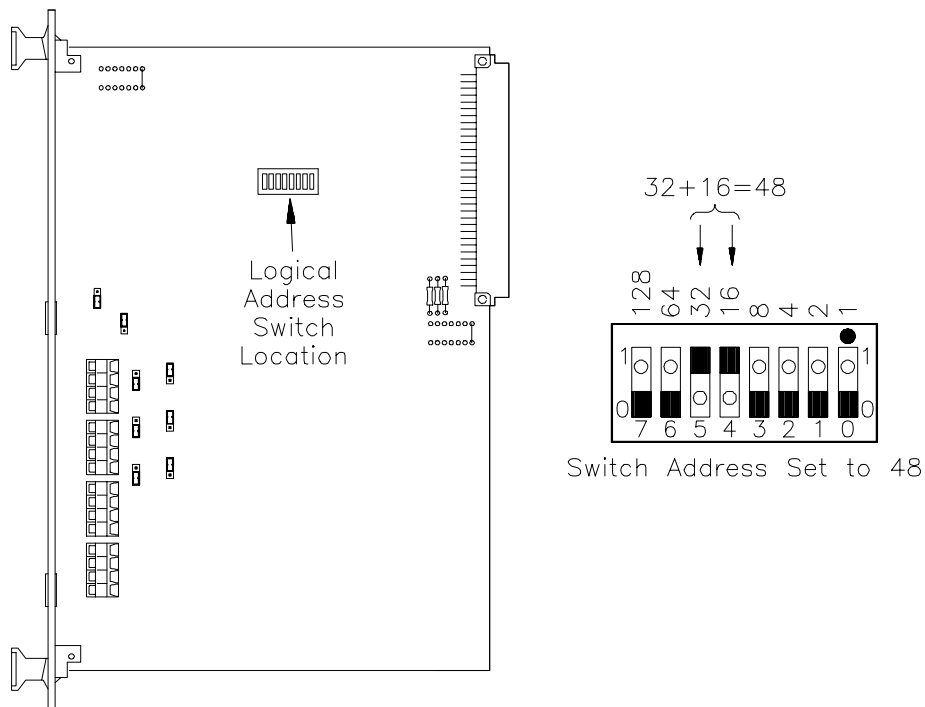 Logical
Address
Switch
Location
32+16=48
128 64 32 16 8 4 2 1
1 1
0 0
7 6 5 4 3 2 1 0
Switch Address Set to 48